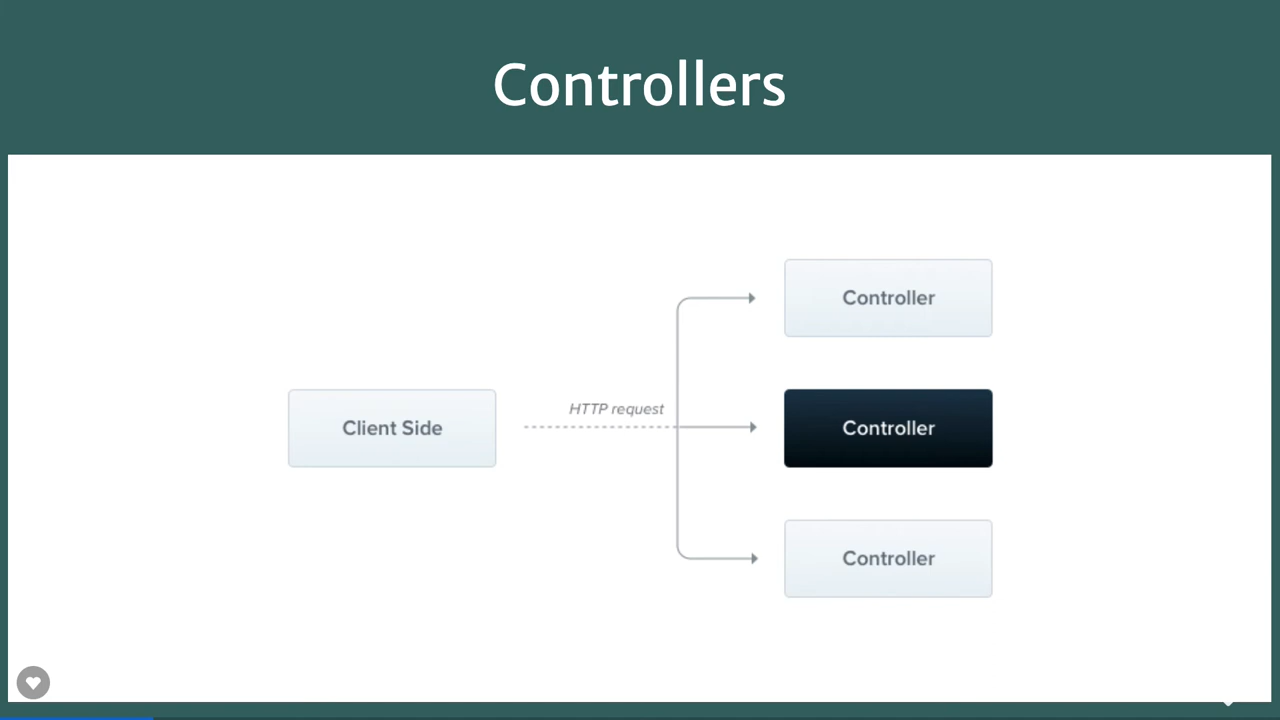 Controllers
Controller
HTTP request
Client Side
Controller
Controller